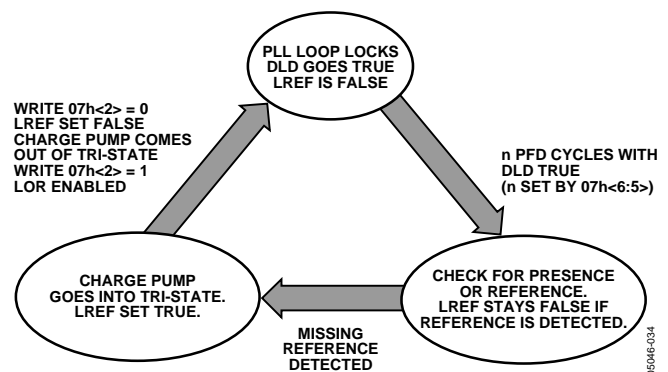 PLL LOOP LOCKS
DLD GOES TRUE
LREF IS FALSE
WRITE 07h<2> = 0
LREF SET FALSE
CHARGE PUMP COMES
OUT OF TRI-STATE
WRITE 07h<2> = 1
LOR ENABLED
n PFD CYCLES WITH
DLD TRUE
(n SET BY 07h<6:5>)
CHARGE PUMP
GOES INTO TRI-STATE.
LREF SET TRUE.
CHECK FOR PRESENCE
OR REFERENCE.
LREF STAYS FALSE IF
REFERENCE IS DETECTED.
MISSING
REFERENCE
DETECTED
05046-034